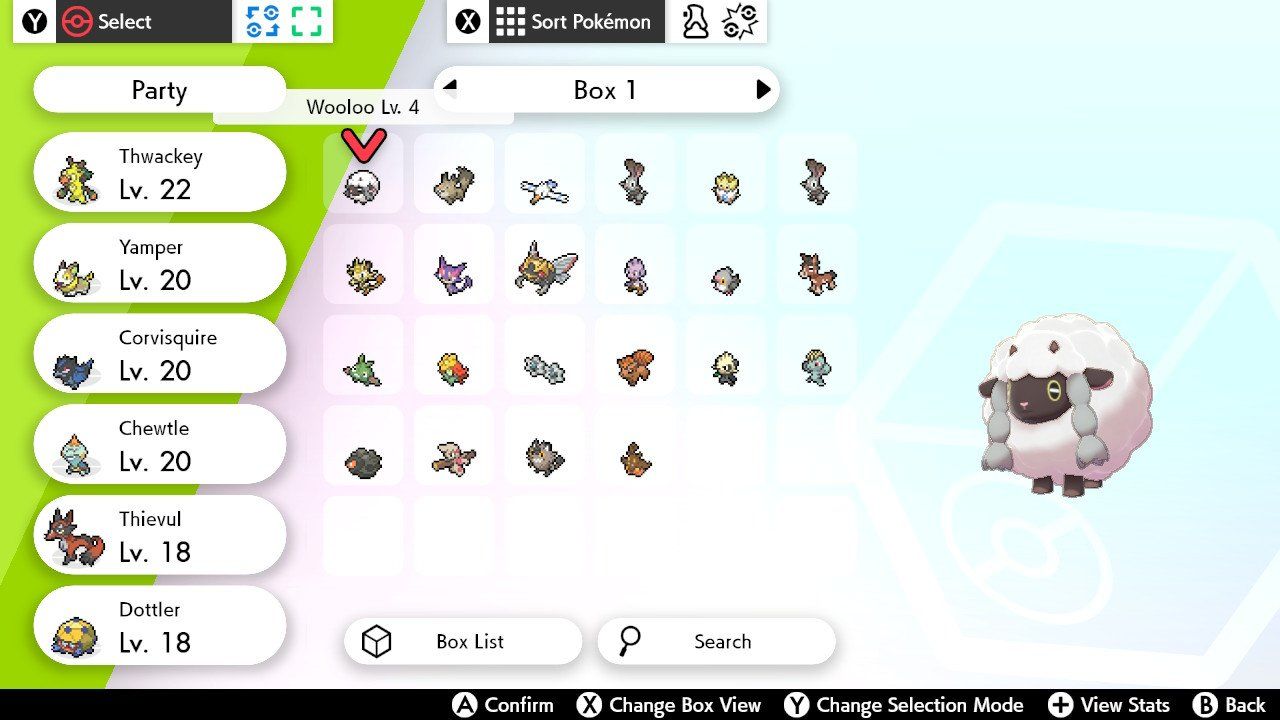 Y Select
X Sort Pokémon
Party
Box 1
Wooloo Lv. 4
Thwackey
Lv. 22
Yamper
Lv. 20
Corvisquire
Lv. 20
Chewtle
Lv. 20
Thievul
Lv. 18
Dottler
Lv. 18
Box List
Search
A Confirm X Change Box View Y Change Selection Mode + View Stats B Back